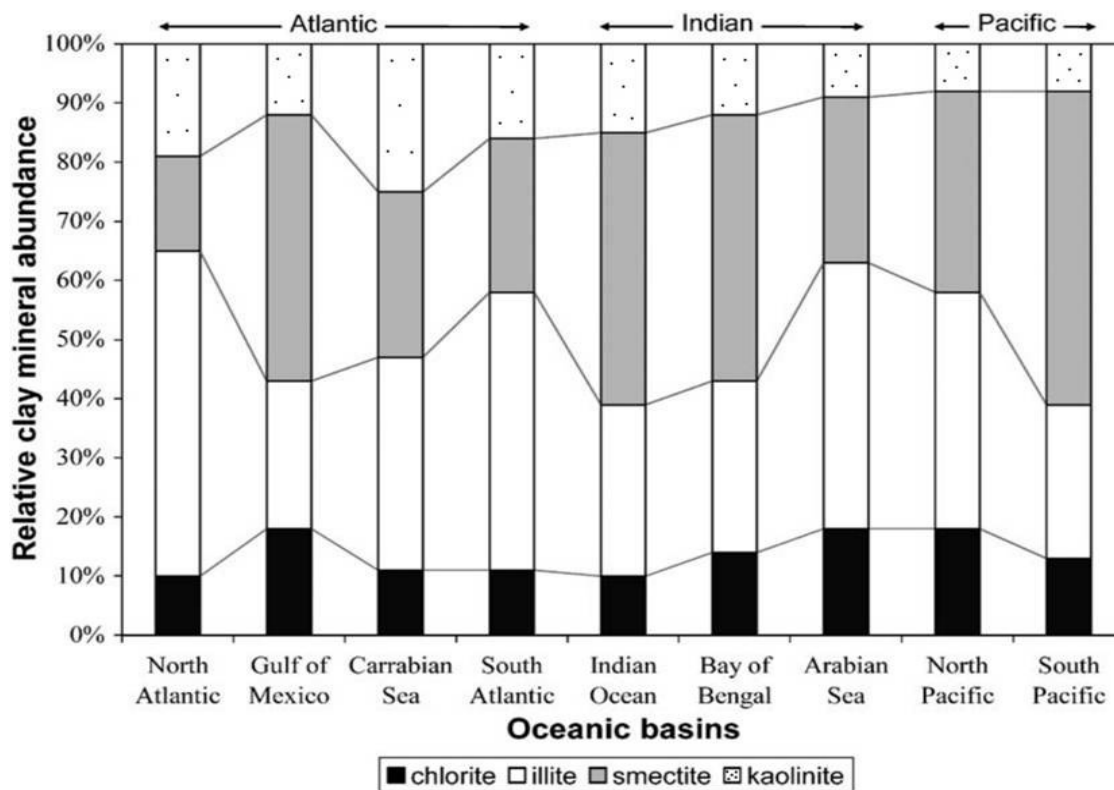 Atlantic Indian Pacific
100%
90%
80%
70%
60%
50%
40%
30%
20%
10%
0%
Relative clay mineral abundance
North Atlantic
Gulf of Mexico
Carrabian Sea
South Atlantic
Indian Ocean
Bay of Bengal
Arabian Sea
North Pacific
South Pacific
Oceanic basins
chlorite illite smectite kaolinite